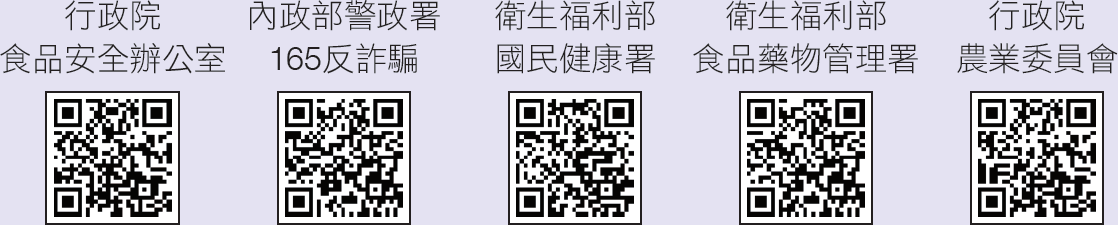 行政院
食品安全辦公室
內政部警政署
165反詐騙
衛生福利部
國民健康署
衛生福利部
食品藥物管理署
行政院
農業委員會